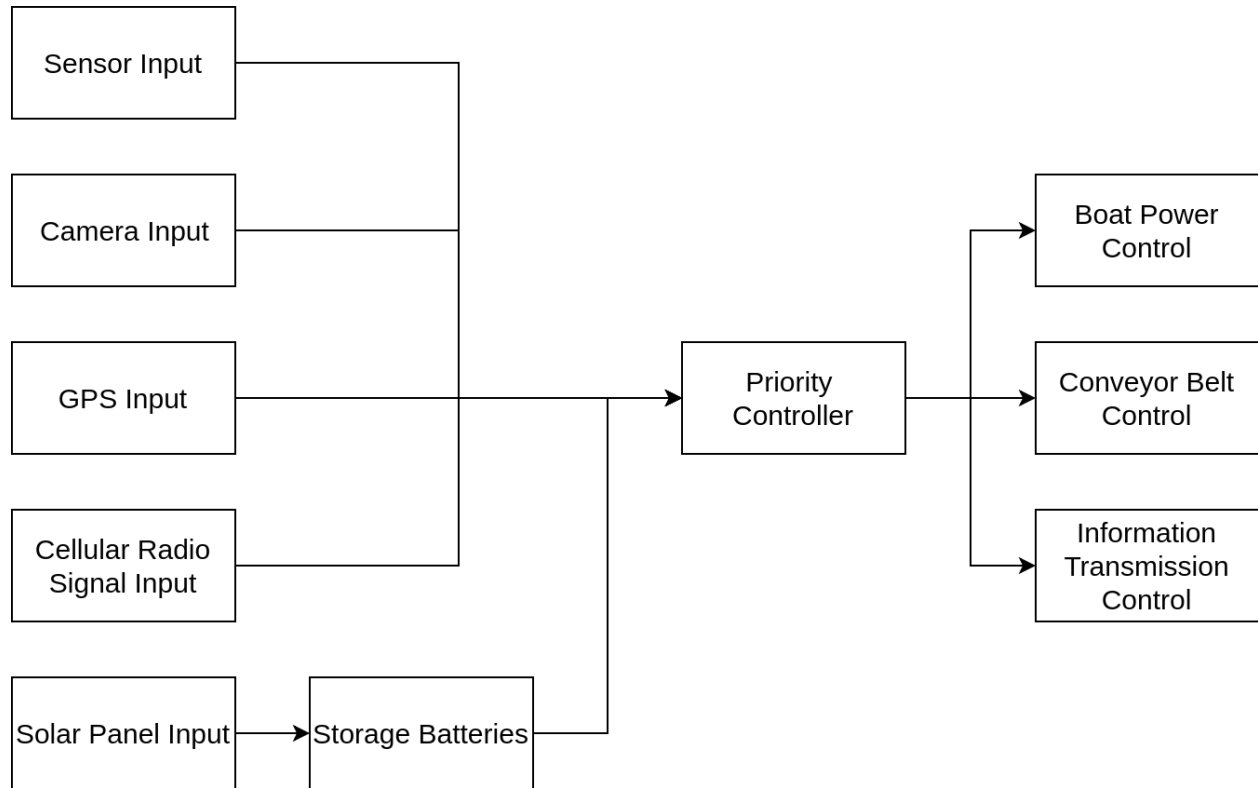 Sensor Input
Camera Input
GPS Input
Cellular Radio
Signal Input
Solar Panel Input
Storage Batteries
Priority
Controller
Boat Power
Control
Conveyor Belt
Control
Information
Transmission
Control